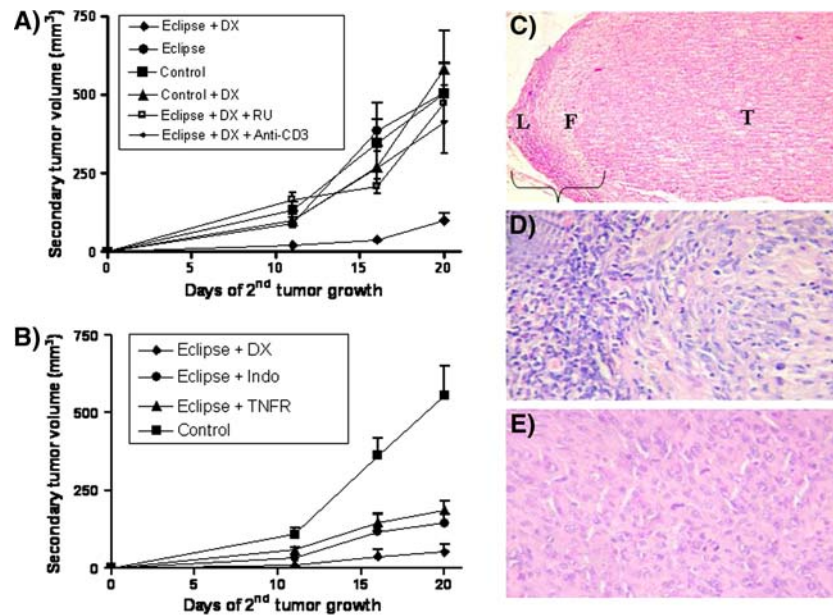 A)
Secondary tumor volume (mm³)
750
500
250
0
Eclipse + DX
Eclipse
Control
Control + DX
Eclipse + DX + RU
Eclipse + DX + Anti-CD3
0 5 10 15 20
Days of 2nd tumor growth
B)
Secondary tumor volume (mm³)
750
500
250
0
Eclipse + DX
Eclipse + Indo
Eclipse + TNFR
Control
0 5 10 15 20
Days of 2nd tumor growth
C)
L F T
D)
E)